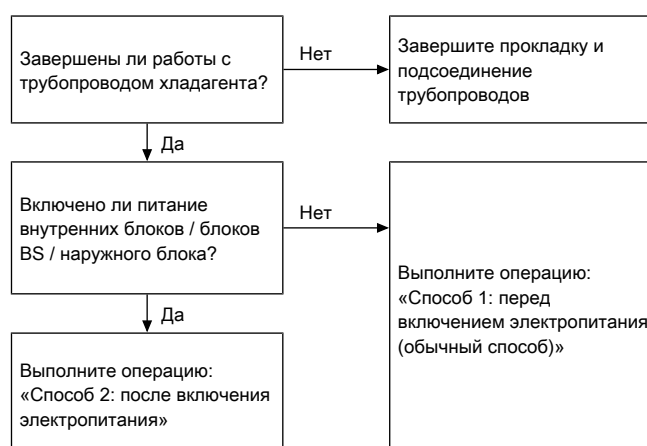 Завершены ли работы с
трубопроводом хладагента?
Нет
Завершите прокладку и
подсоединение
трубопроводов
Да
Включено ли питание
внутренних блоков / блоков
BS / наружного блока?
Нет
Выполните операцию:
«Способ 1: перед
включением электропитания
(обычный способ)»
Да
Выполните операцию:
«Способ 2: после включения
электропитания»